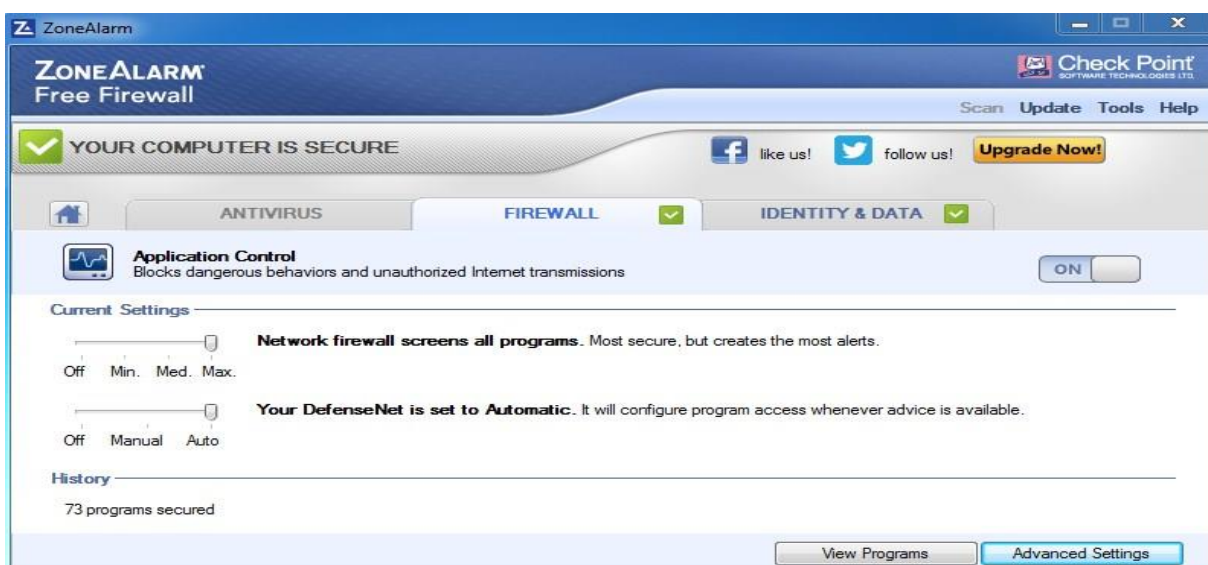 ZoneAlarm
ZONEALARM
Free Firewall
Check Point
SOFTWARE TECHNOLOGIES LTD.
Scan Update Tools Help
YOUR COMPUTER IS SECURE
like us! follow us! Upgrade Now!
ANTIVIRUS FIREWALL IDENTITY & DATA
Application Control
Blocks dangerous behaviors and unauthorized Internet transmissions
ON
Current Settings
Network firewall screens all programs. Most secure, but creates the most alerts.
Off Min. Med. Max.
Your DefenseNet is set to Automatic. It will configure program access whenever advice is available.
Off Manual Auto
History
73 programs secured
View Programs Advanced Settings